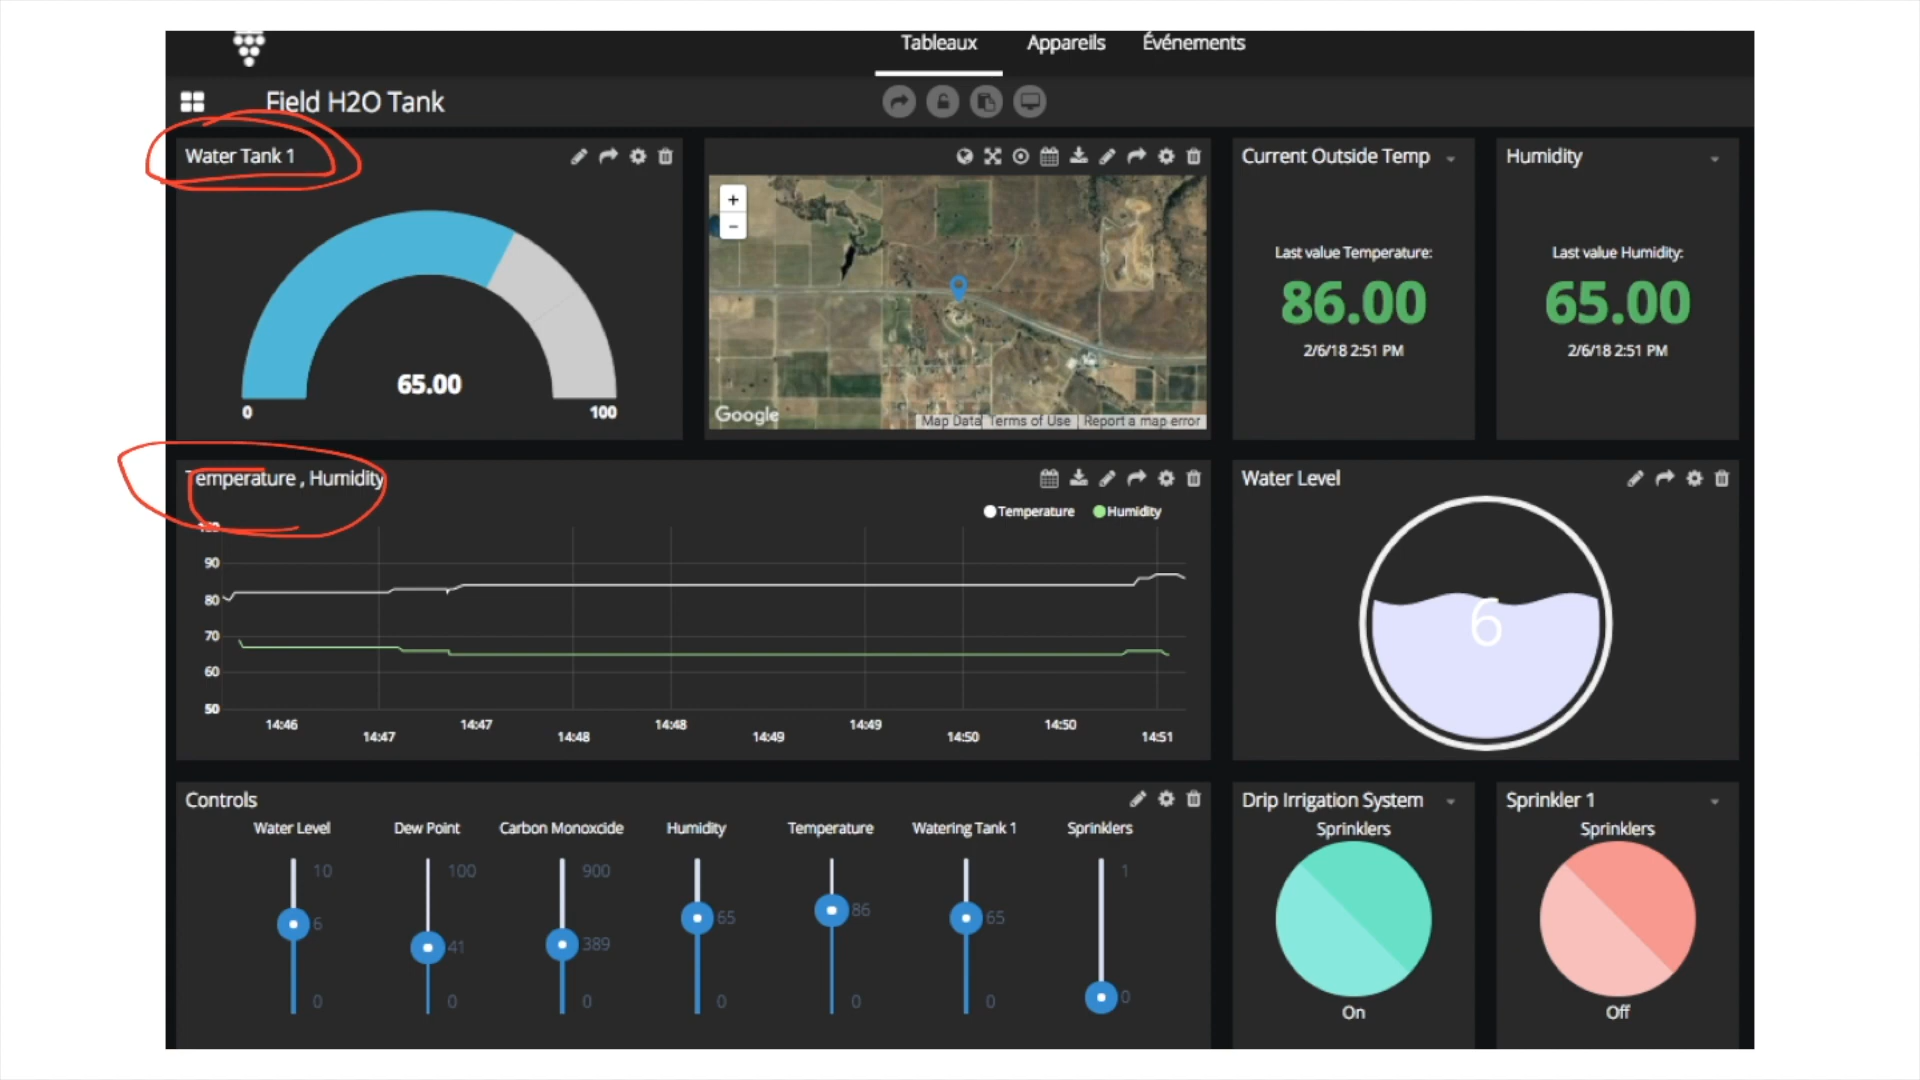 Tableaux Appareils Événements
Field H2O Tank
Water Tank 1
65.00
0 100
+
−
Google
Map Data Terms of Use Report a map error
Current Outside Temp
Last value Temperature:
86.00
2/6/18 2:51 PM
Humidity
Last value Humidity:
65.00
2/6/18 2:51 PM
Temperature , Humidity
Temperature Humidity
100
90
80
70
60
50
14:46 14:47 14:48 14:49 14:50
14:47 14:48 14:49 14:50 14:51
Water Level
6
Controls
Water Level Dew Point Carbon Monoxcide Humidity Temperature Watering Tank 1 Sprinklers
10 100 900 1
6 41 389 65 86 65
0 0 0 0 0 0 0
Drip Irrigation System
Sprinklers
On
Sprinkler 1
Sprinklers
Off